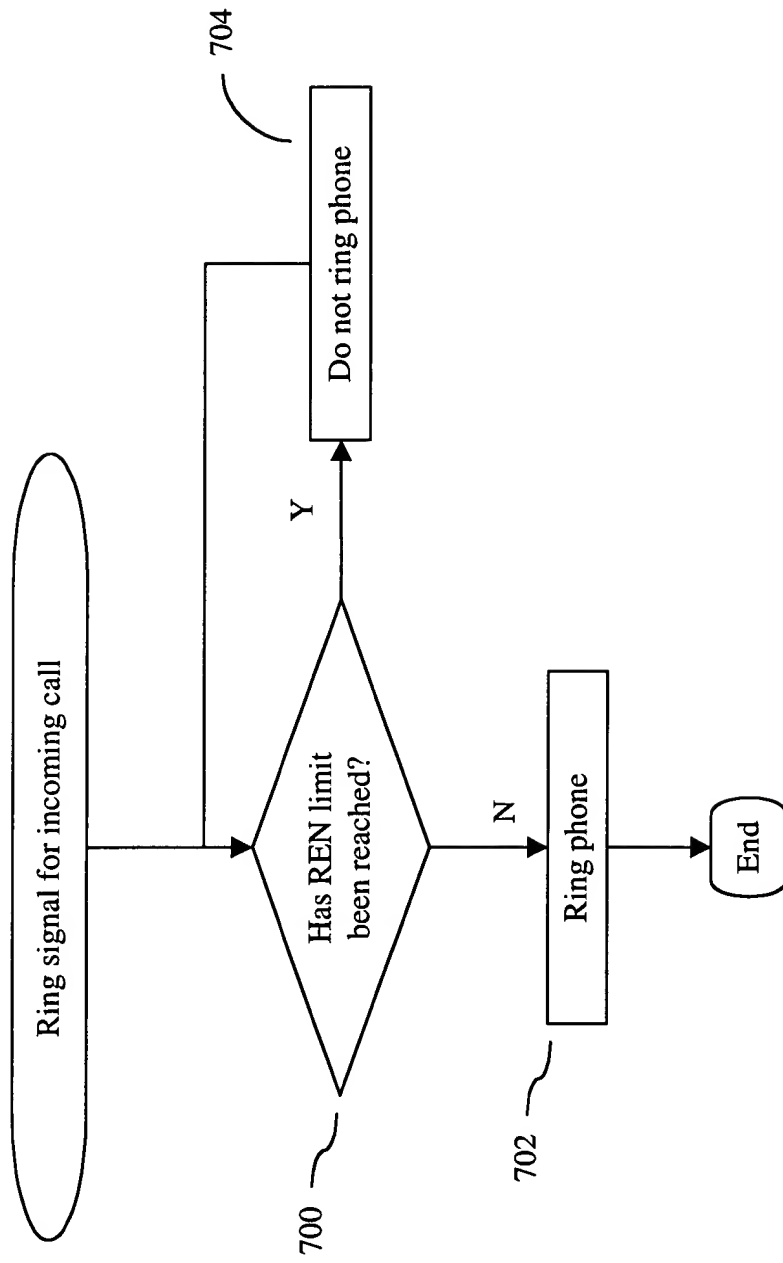 Ring signal for incoming call
Has REN limit
been reached?
700
Y
Do not ring phone
704
N
Ring phone
702
End